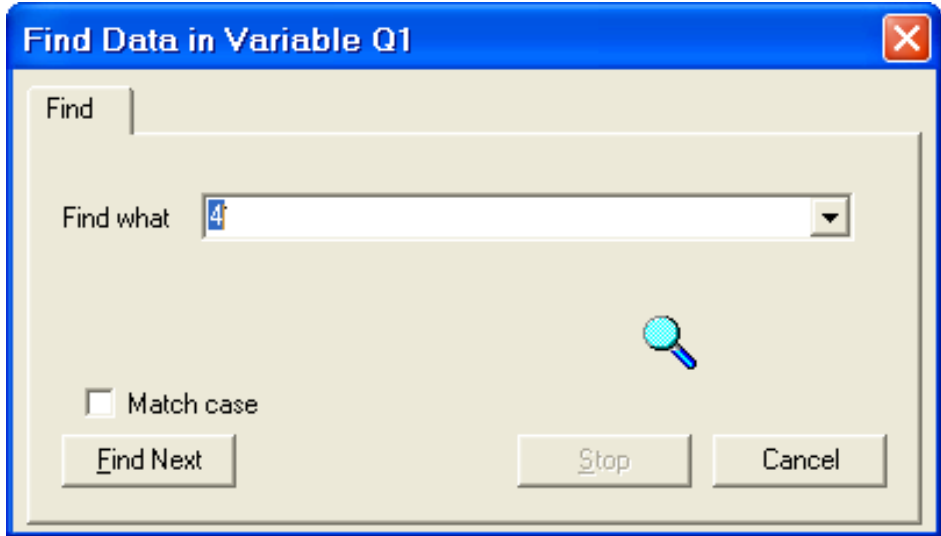 Find Data in Variable Q1
Find
Find what 4
Match case
Find Next Stop Cancel